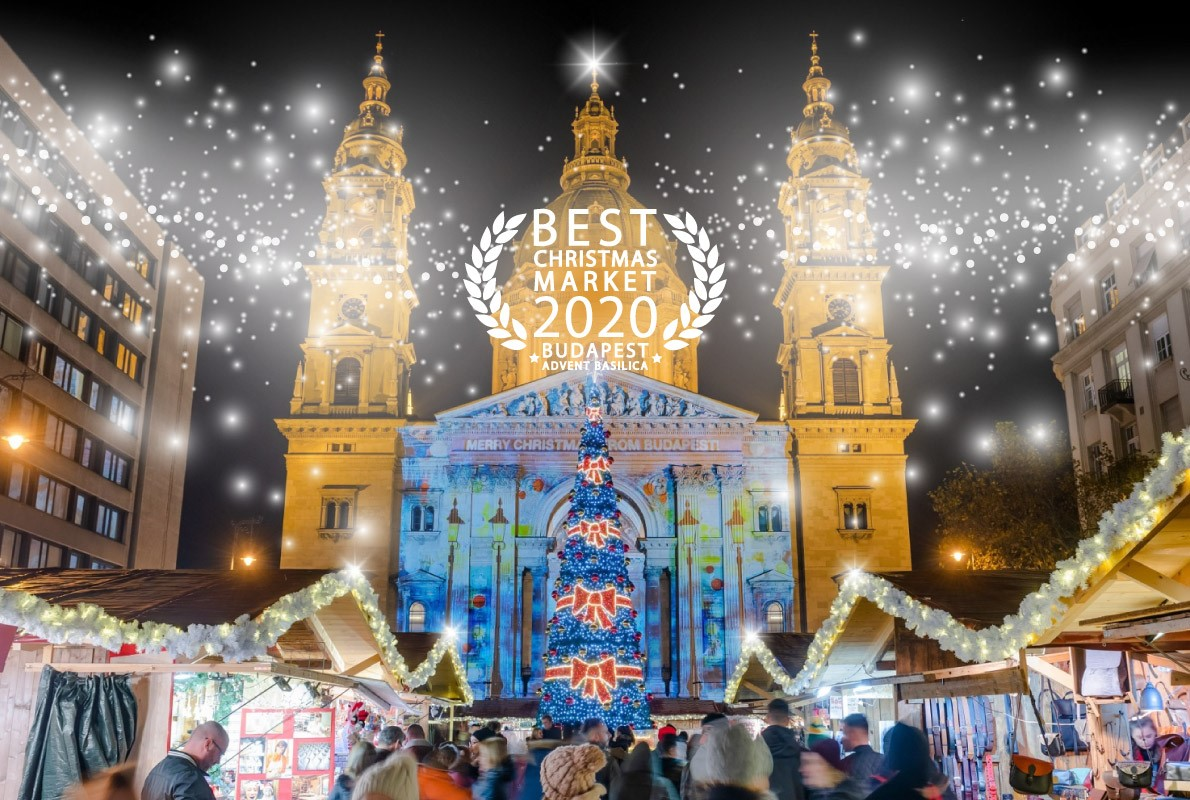 BEST
CHRISTMAS
MARKET
2020
BUDAPEST
ADVENT BASILICA
MERRY CHRISTMAS FROM BUDAPEST!